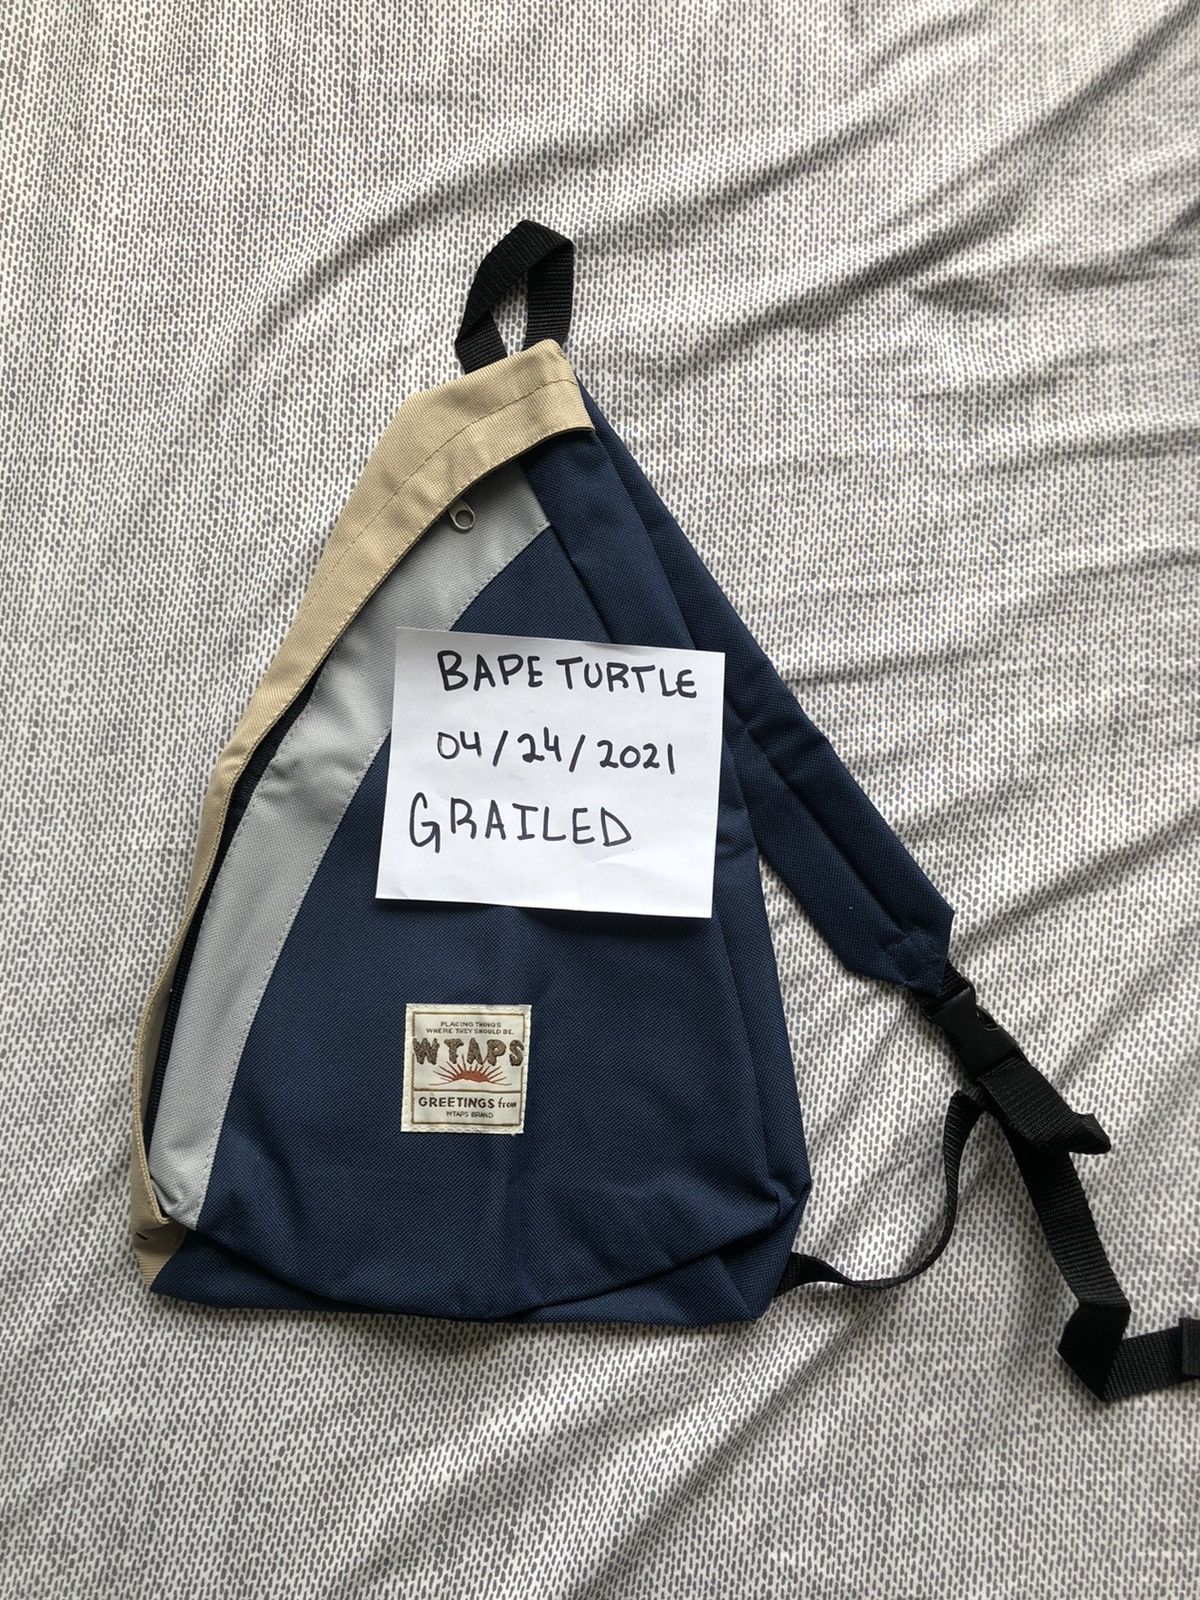 BAPE TURTLE
04/24/2021
GRAILED
PLACING THINGS
WHERE THEY SHOULD BE.
WTAPS
GREETINGS from
WTAPS BRAND